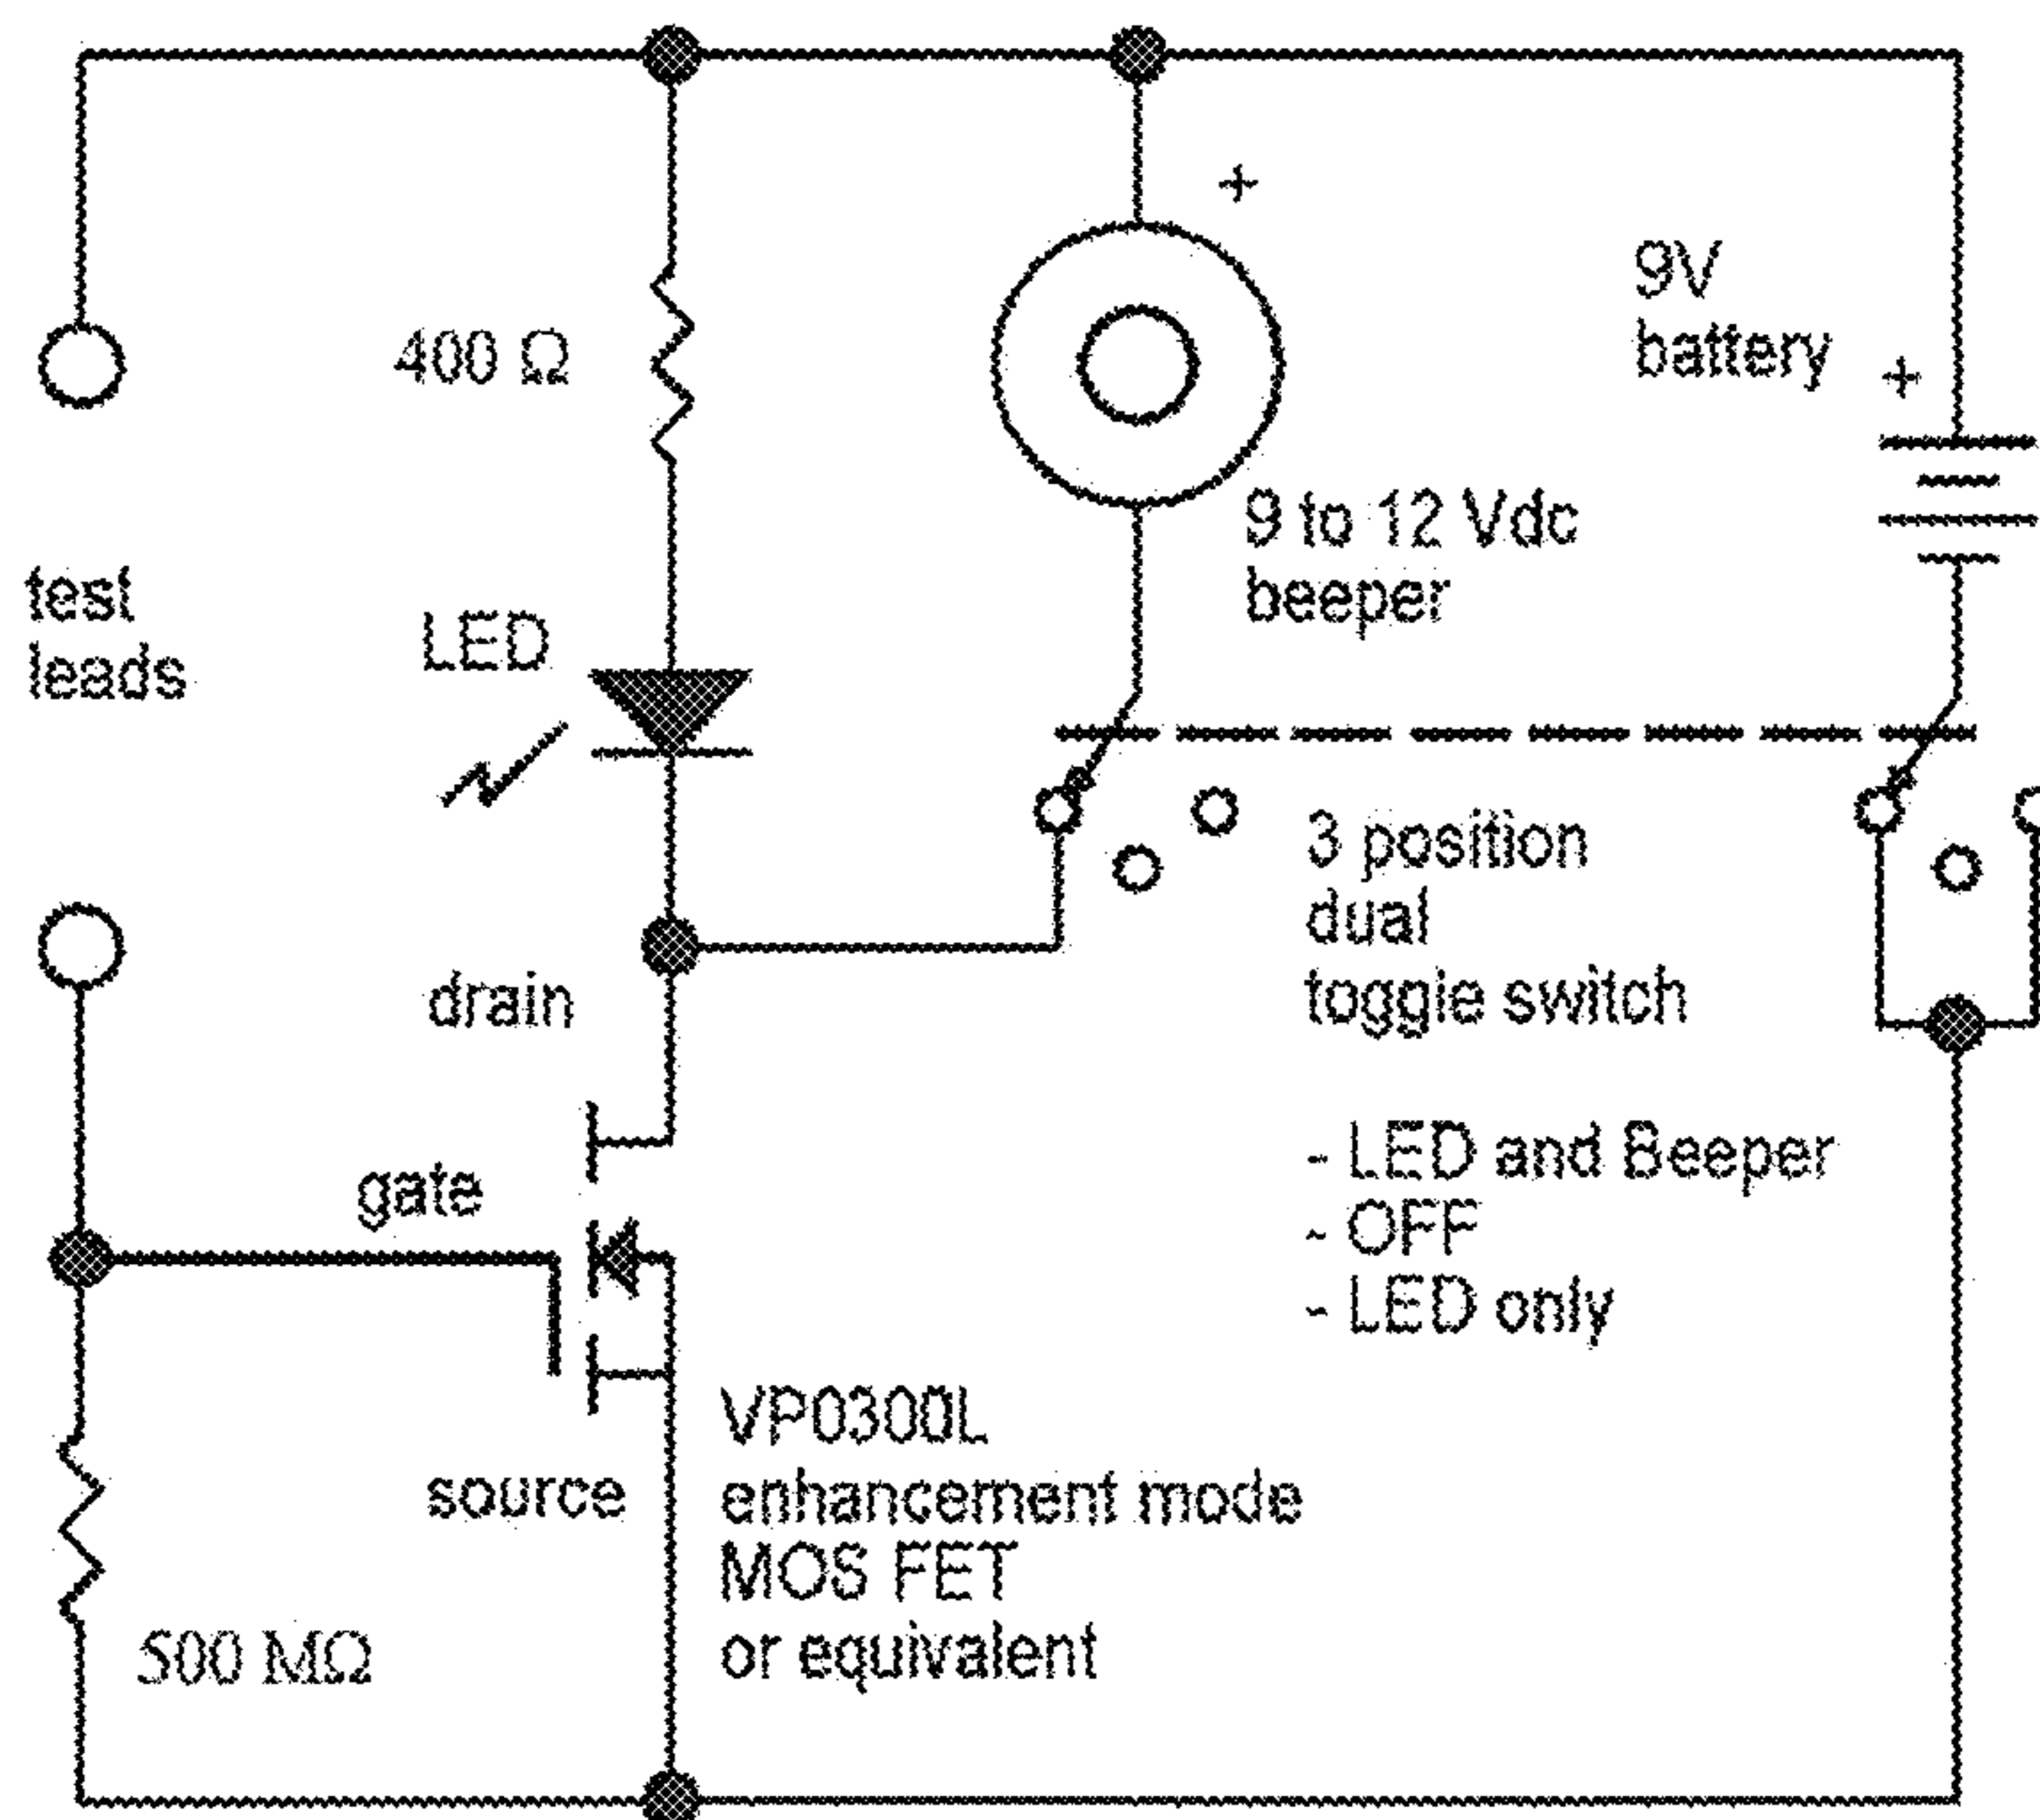 400 Ω
+
9V
battery
+
9 to 12 Vdc
beeper
test
leads
LED
3 position
dual
toggie switch
drain
- LED and Beeper
- OFF
- LED only
gate
source
VP0300L
enhancement mode
MOS FET
or equivalent
500 MΩ